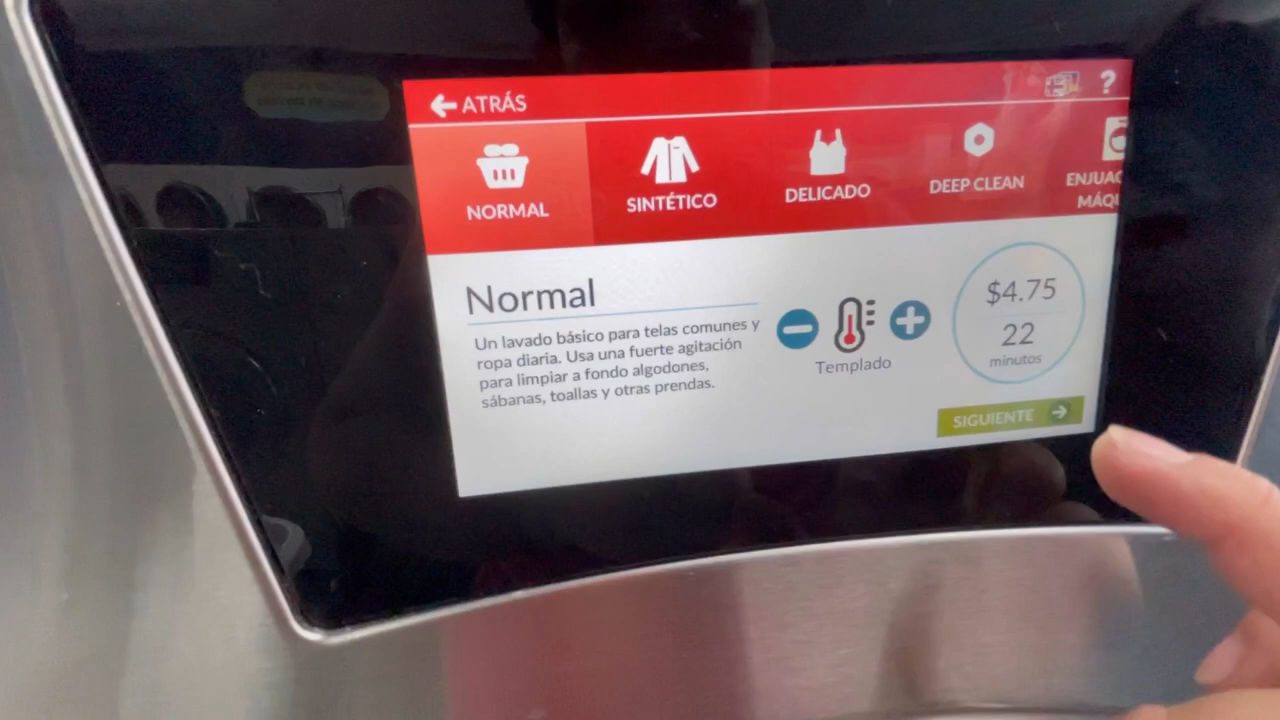 ATRÁS
?
NORMAL
SINTÉTICO
DELICADO
DEEP CLEAN
ENJUAG
MÁQU
Normal
Un lavado básico para telas comunes y
ropa diaria. Usa una fuerte agitación
para limpiar a fondo algodones,
sábanas, toallas y otras prendas.
Templado
$4.75
22
minutos
SIGUIENTE